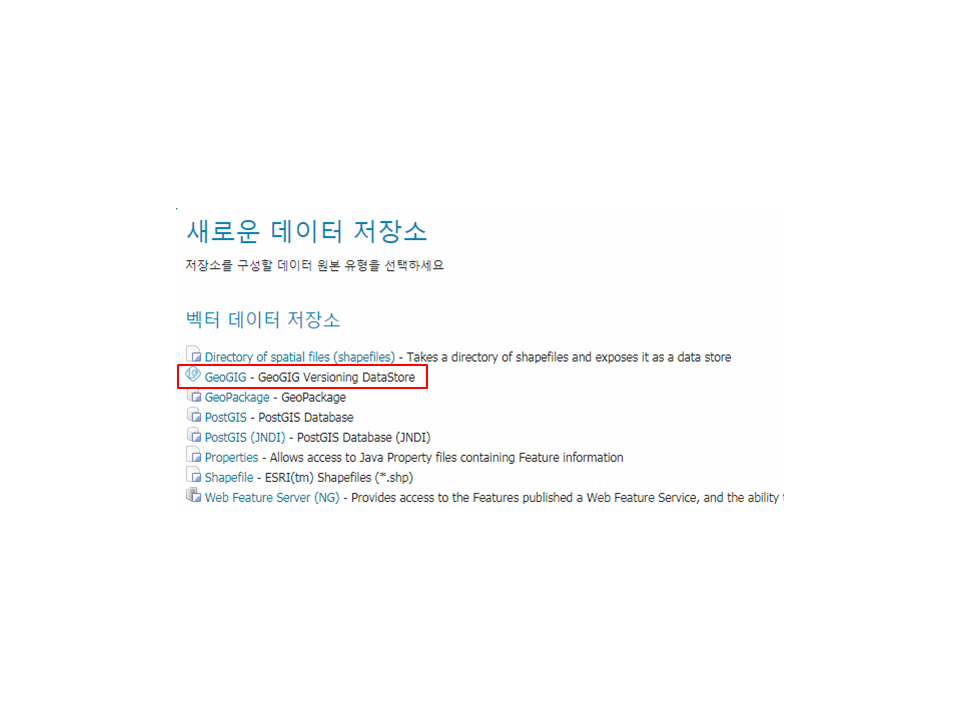 새로운 데이터 저장소
저장소를 구성할 데이터 원본 유형을 선택하세요
벡터 데이터 저장소
Directory of spatial files (shapefiles) - Takes a directory of shapefiles and exposes it as a data store
GeoGIG - GeoGIG Versioning DataStore
GeoPackage - GeoPackage
PostGIS - PostGIS Database
PostGIS (JNDI) - PostGIS Database (JNDI)
Properties - Allows access to Java Property files containing Feature information
Shapefile - ESRI(tm) Shapefiles (*.shp)
Web Feature Server (NG) - Provides access to the Features published a Web Feature Service, and the ability